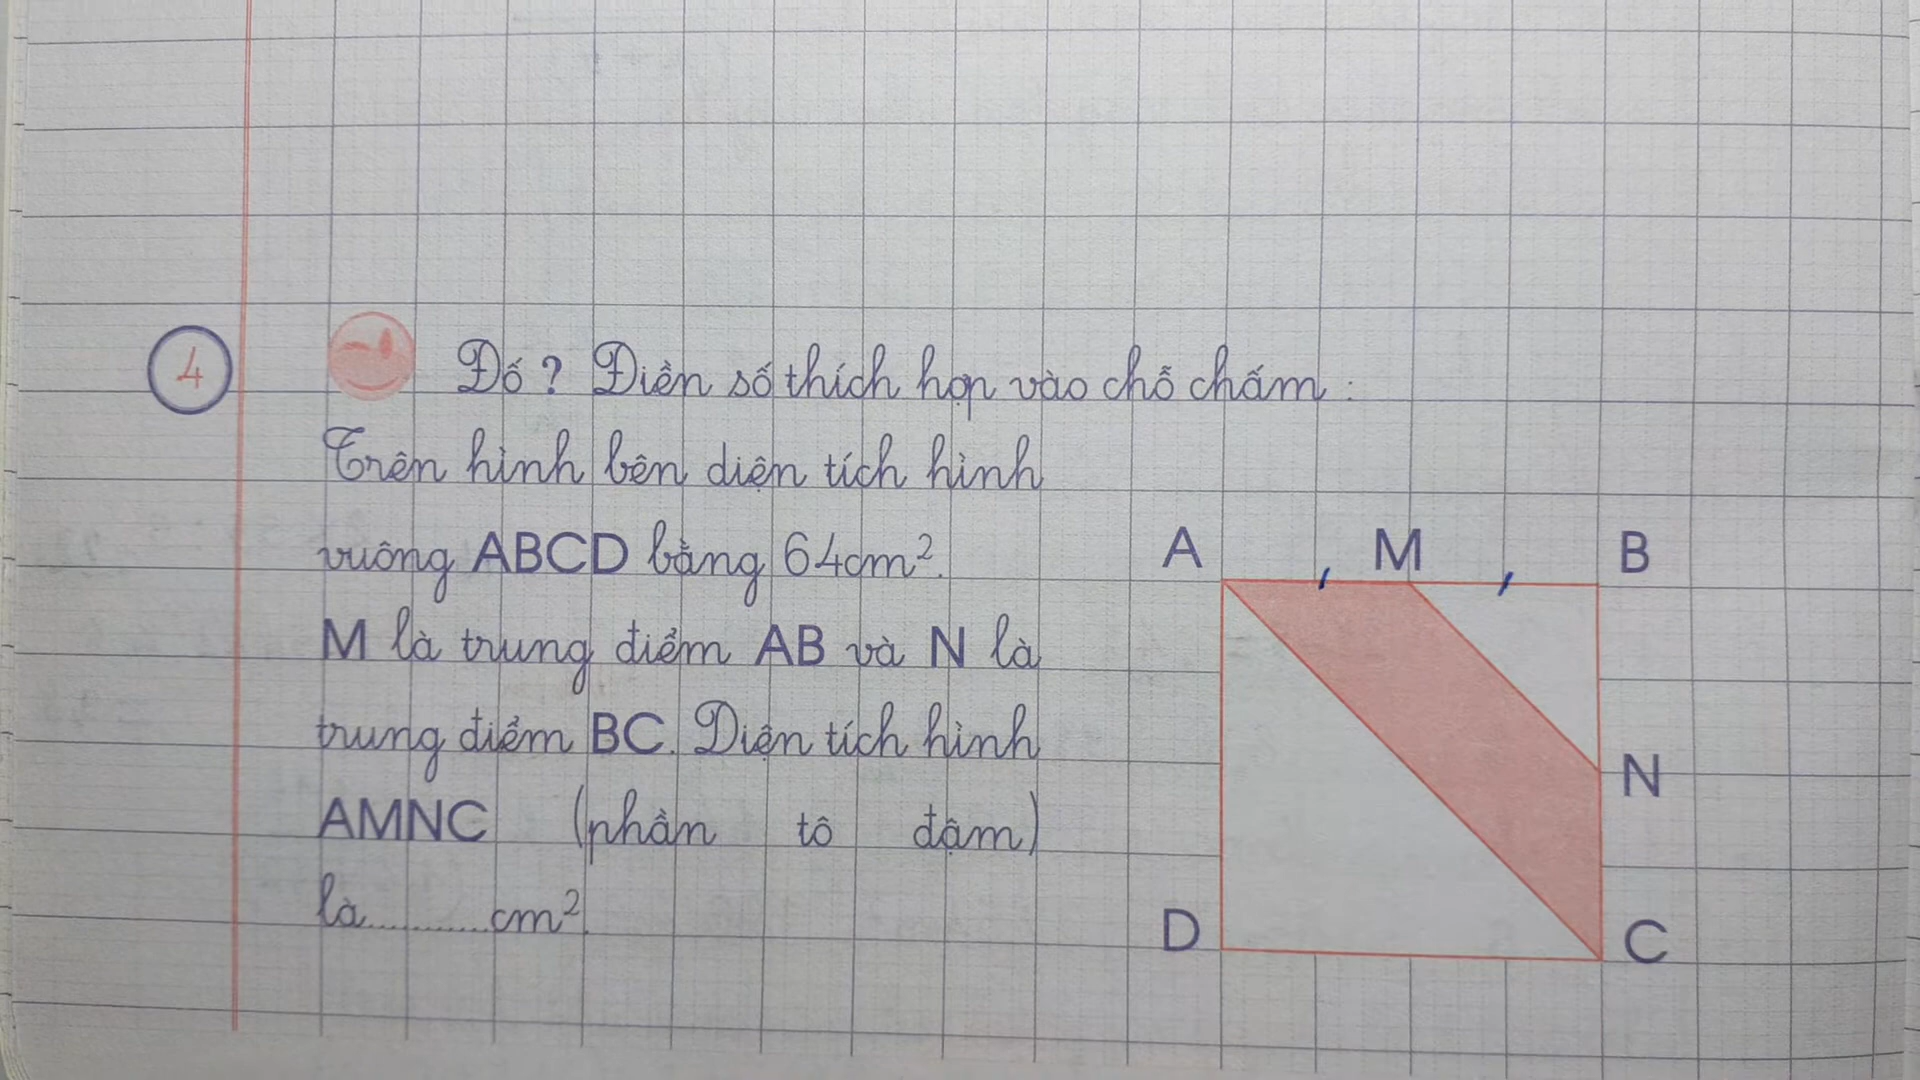 4 Đố? Điền số thích hợp vào chỗ chấm:
Trên hình bên diện tích hình
vuông ABCD bằng 64cm².
M là trung điểm AB và N là
trung điểm BC. Diện tích hình
AMNC (phần tô đậm)
là............cm².
A M B
N
D C